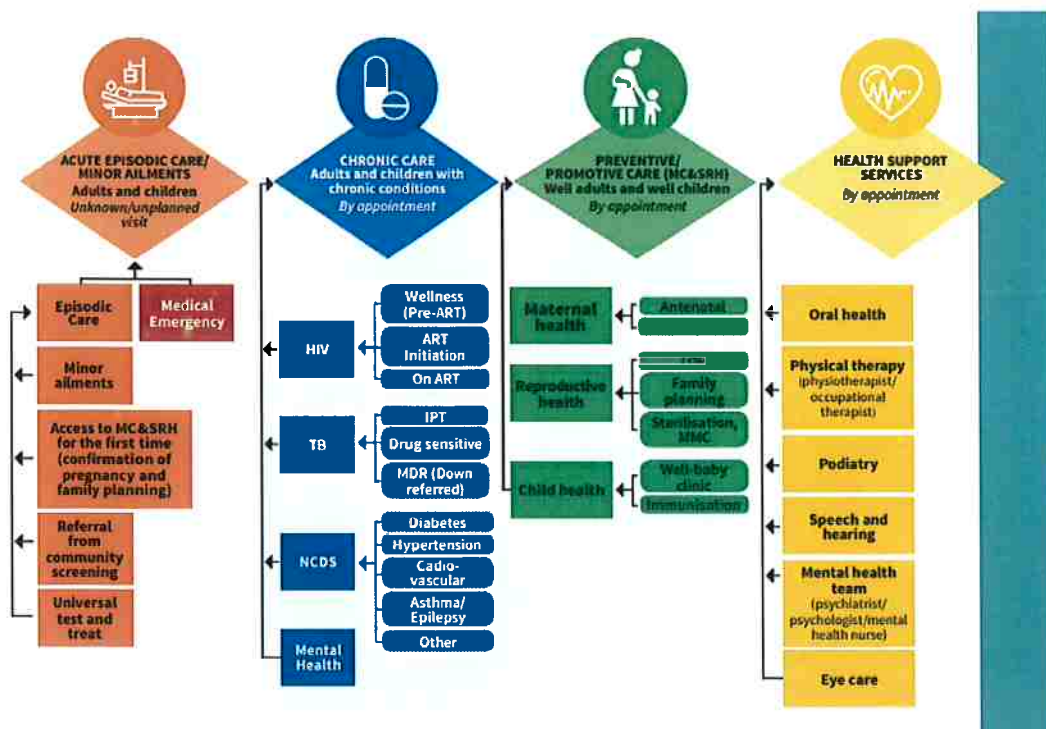 ACUTE EPISODIC CARE/
MINOR AILMENTS
Adults and children
Unknown/unplanned
visit
Episodic
Care
Medical
Emergency
Minor
ailments
Access to MC&SRH
for the first time
(confirmation of
pregnancy and
family planning)
Referral
from
community
screening
Universal
test and
treat
CHRONIC CARE
Adults and children with
chronic conditions
By appointment
HIV
Wellness
(Pre-ART)
ART
Initiation
On ART
TB
IPT
Drug sensitive
MDR (Down
referred)
NCDS
Diabetes
Hypertension
Cadio-
vascular
Asthma/
Epilepsy
Other
Mental
Health
PREVENTIVE/
PROMOTIVE CARE (MC&SRH)
Well adults and well children
By appointment
Maternal
health
Antenatal
Reproductive
health
Family
planning
Sterilisation,
MMC
Child health
Well-baby
clinic
Immunisation
HEALTH SUPPORT
SERVICES
By appointment
Oral health
Physical therapy
(physiotherapist/
occupational
therapist)
Podiatry
Speech and
hearing
Mental health
team
(psychiatrist/
psychologist/mental
health nurse)
Eye care